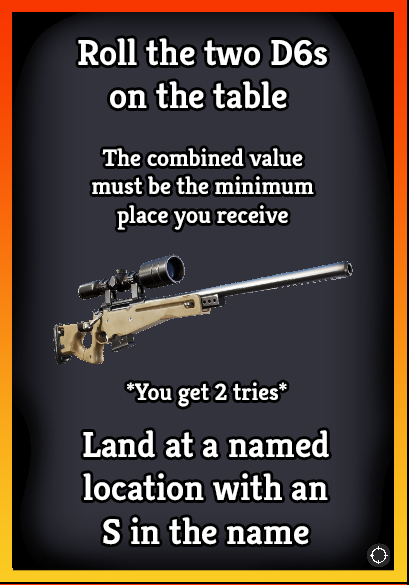 Roll the two D6s
on the table
The combined value
must be the minimum
place you receive
*You get 2 tries*
Land at a named
location with an
S in the name